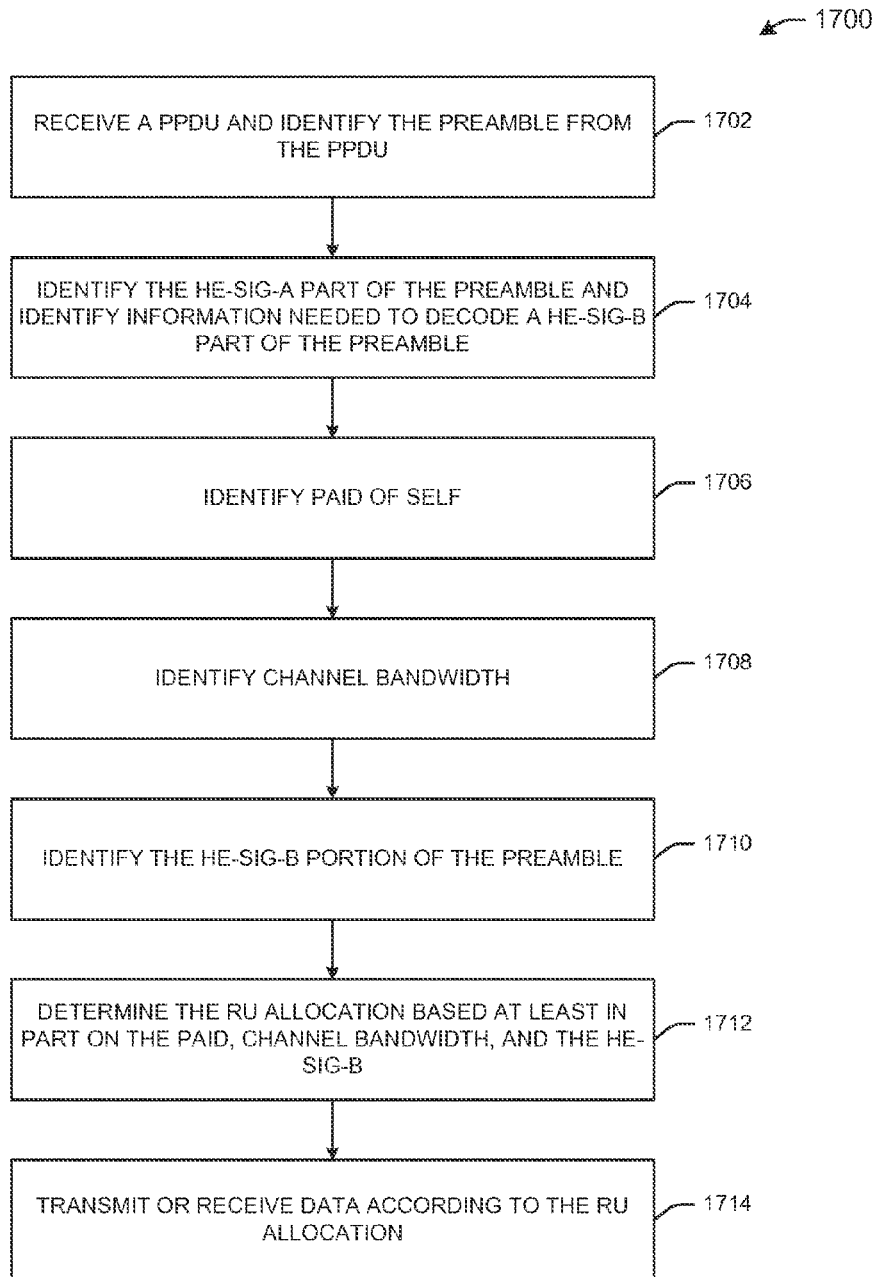 1700
RECEIVE A PPDU AND IDENTIFY THE PREAMBLE FROM
THE PPDU
1702
IDENTIFY THE HE-SIG-A PART OF THE PREAMBLE AND
IDENTIFY INFORMATION NEEDED TO DECODE A HE-SIG-B
PART OF THE PREAMBLE
1704
IDENTIFY PAID OF SELF
1706
IDENTIFY CHANNEL BANDWIDTH
1708
IDENTIFY THE HE-SIG-B PORTION OF THE PREAMBLE
1710
DETERMINE THE RU ALLOCATION BASED AT LEAST IN
PART ON THE PAID, CHANNEL BANDWIDTH, AND THE HE-
SIG-B
1712
TRANSMIT OR RECEIVE DATA ACCORDING TO THE RU
ALLOCATION
1714